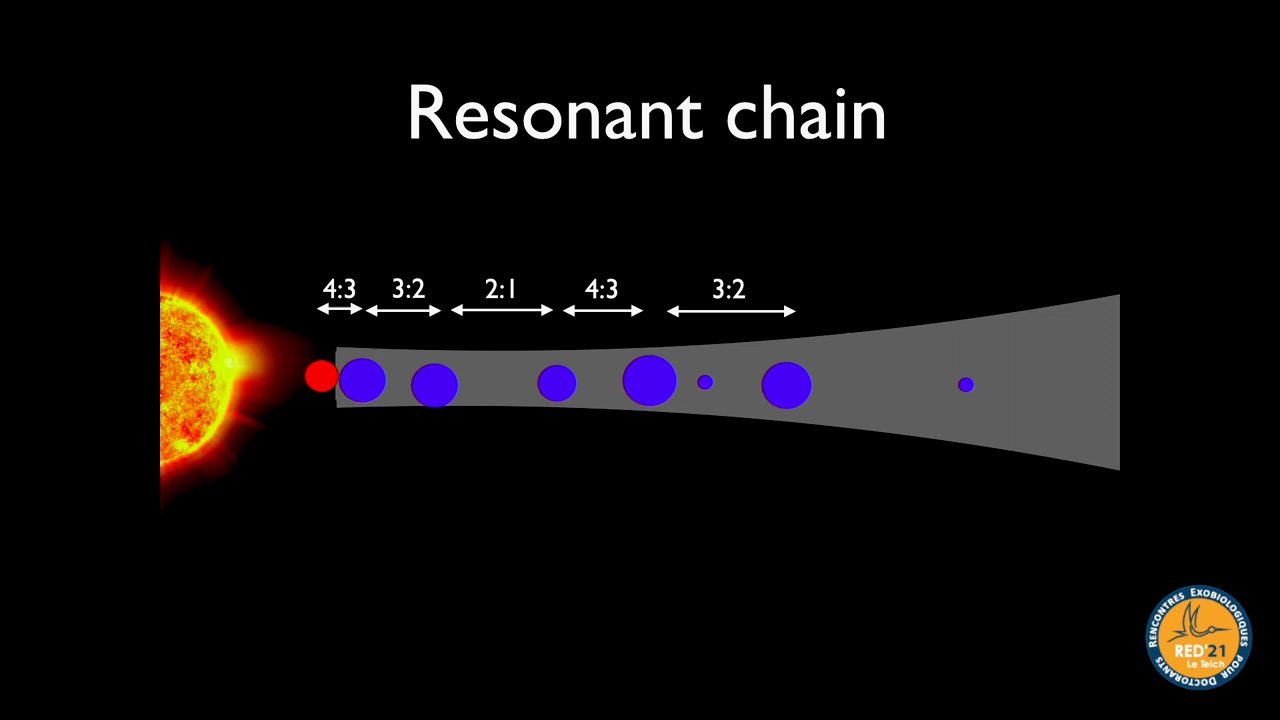 Resonant chain
4:3
3:2
2:1
4:3
3:2
RENCONTRES EXOBIOLOGIQUES
POUR DOCTORANTS
RED'21
Le Teich